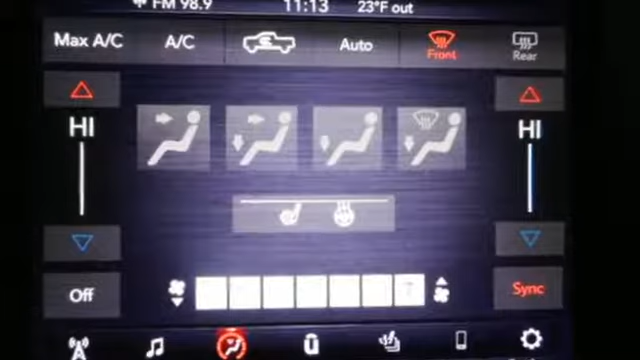 FM 98.9 11:13 23°F out
Max A/C A/C Auto Front Rear
HI HI
Off Sync